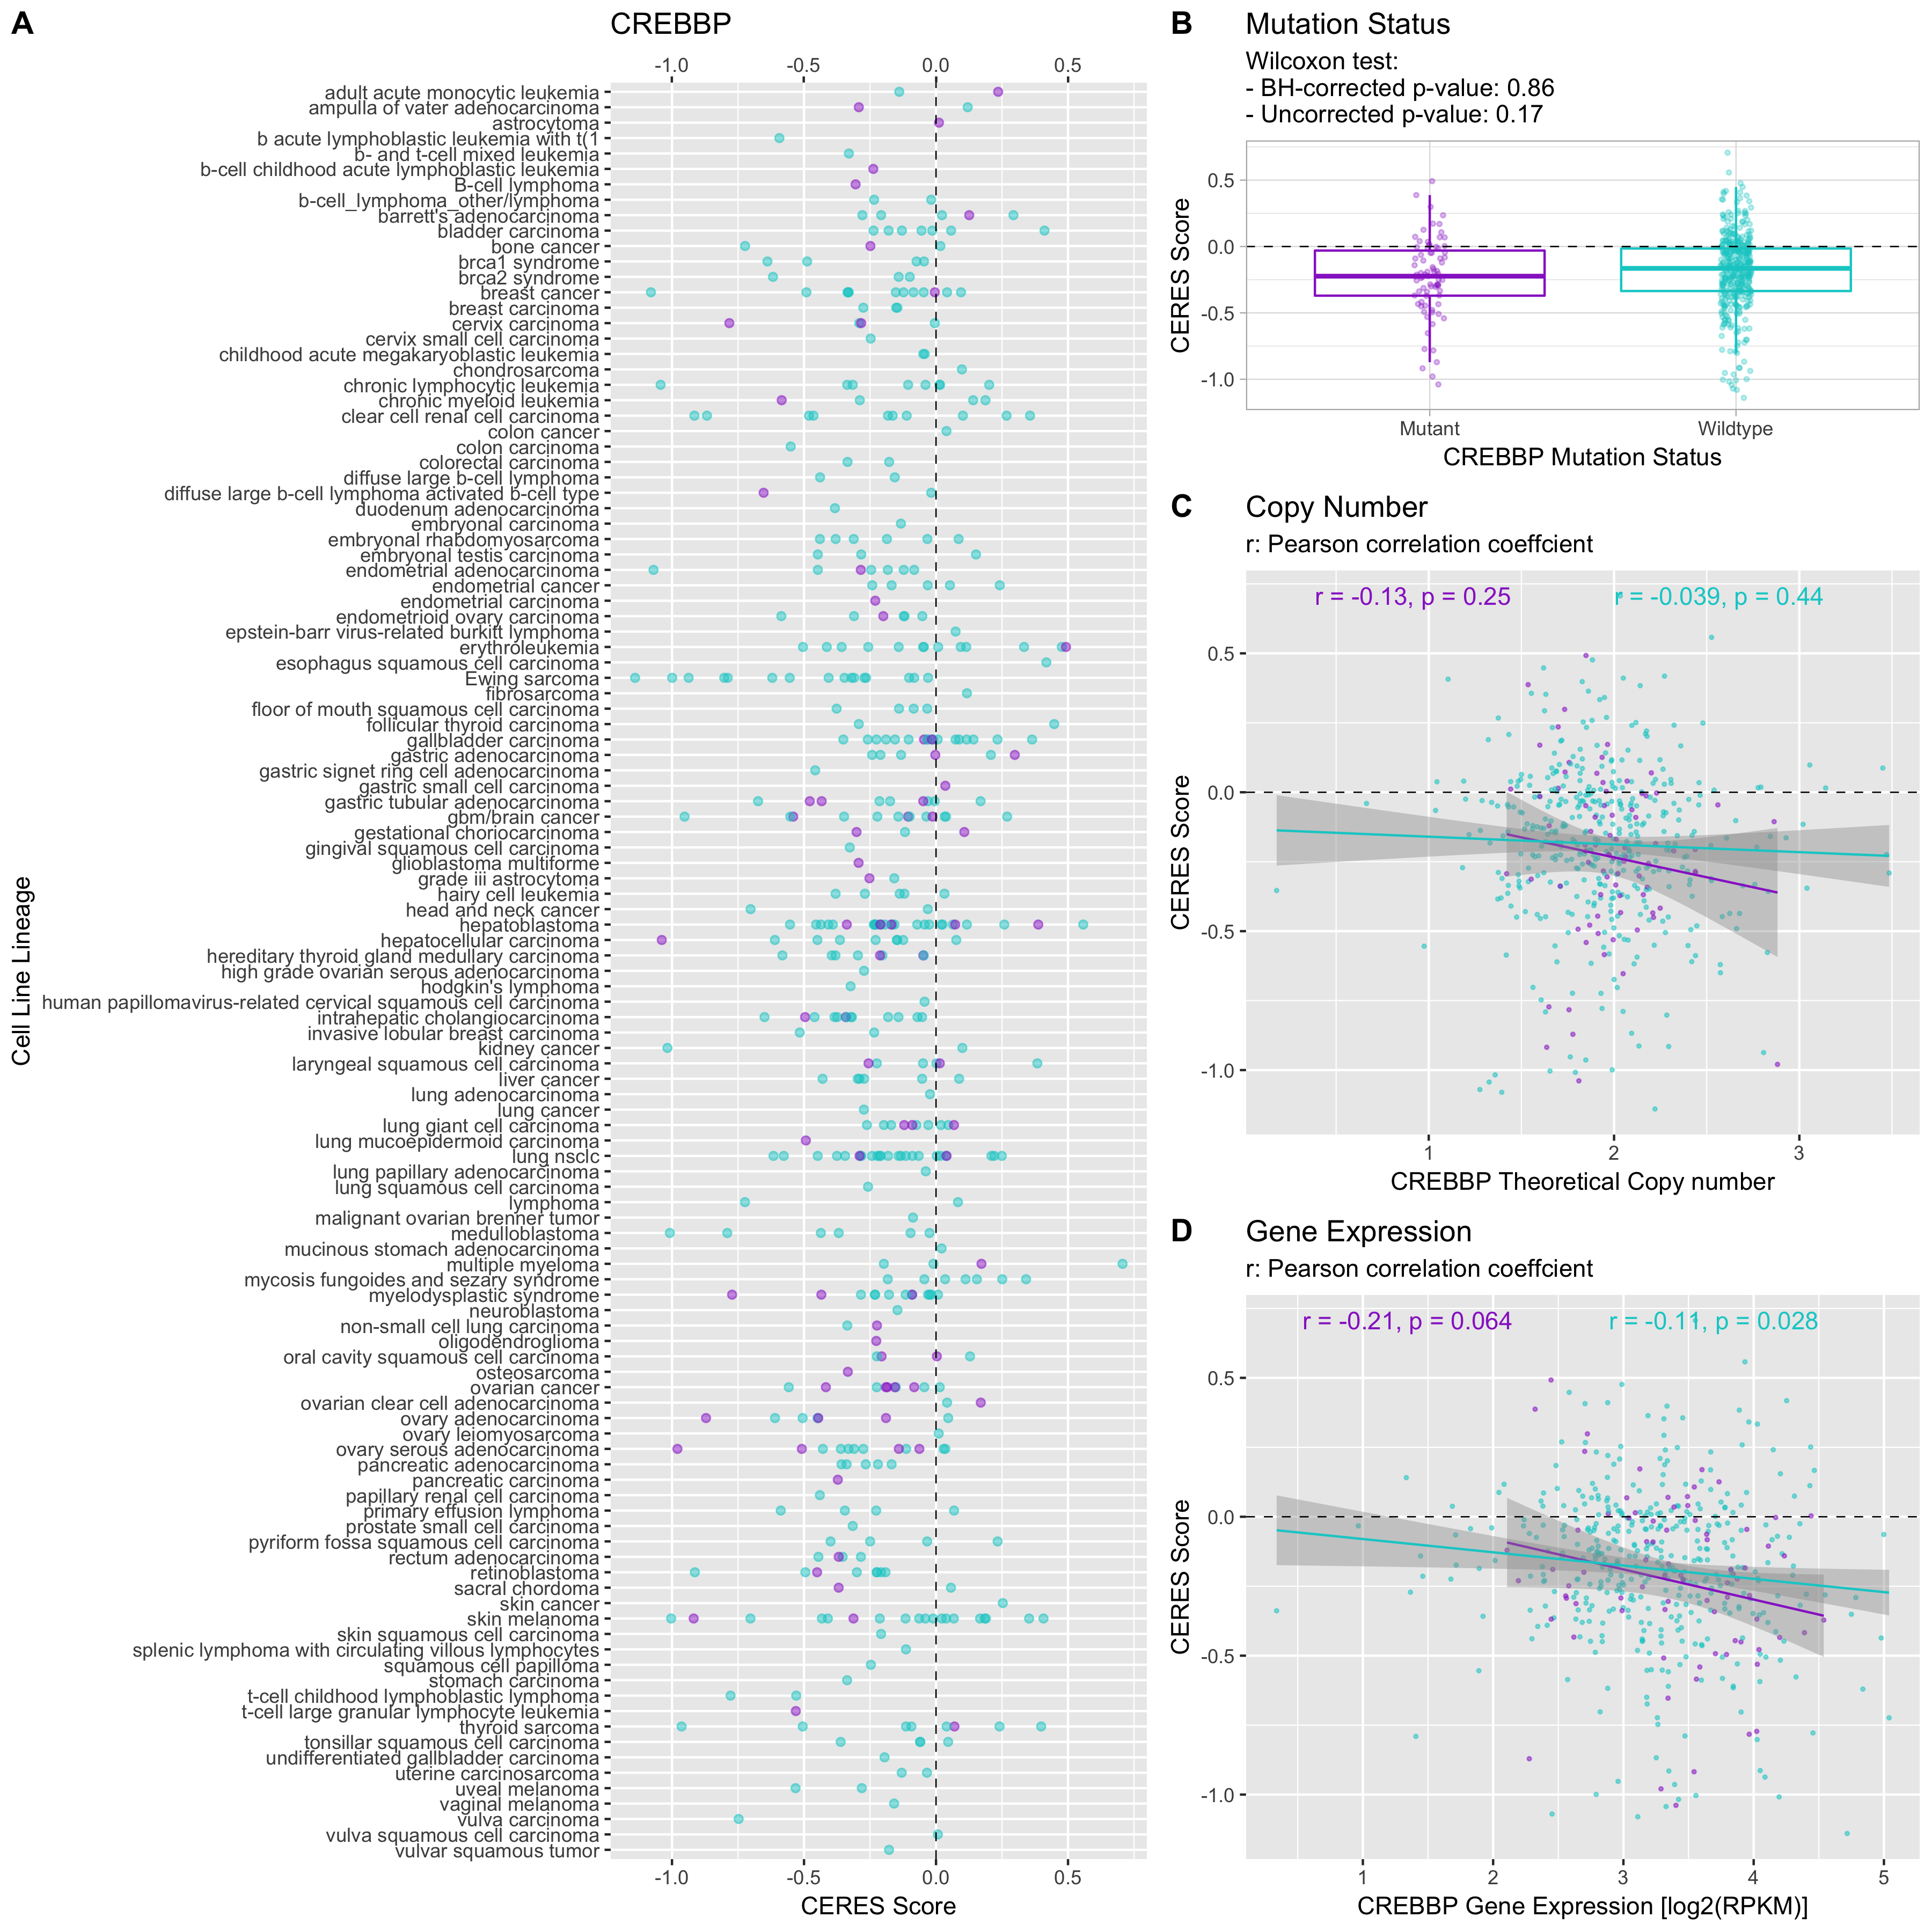 A
CREBBP
-1.0 -0.5 0.0 0.5
Cell Line Lineage
adult acute monocytic leukemia
ampulla of vater adenocarcinoma
astrocytoma
b acute lymphoblastic leukemia with t(1
b- and t-cell mixed leukemia
b-cell childhood acute lymphoblastic leukemia
B-cell lymphoma
b-cell_lymphoma_other/lymphoma
barrett's adenocarcinoma
bladder carcinoma
bone cancer
brca1 syndrome
brca2 syndrome
breast cancer
breast carcinoma
cervix carcinoma
cervix small cell carcinoma
childhood acute megakaryoblastic leukemia
chondrosarcoma
chronic lymphocytic leukemia
chronic myeloid leukemia
clear cell renal cell carcinoma
colon cancer
colon carcinoma
colorectal carcinoma
diffuse large b-cell lymphoma
diffuse large b-cell lymphoma activated b-cell type
duodenum adenocarcinoma
embryonal carcinoma
embryonal rhabdomyosarcoma
embryonal testis carcinoma
endometrial adenocarcinoma
endometrial cancer
endometrial carcinoma
endometrioid ovary carcinoma
epstein-barr virus-related burkitt lymphoma
erythroleukemia
esophagus squamous cell carcinoma
Ewing sarcoma
fibrosarcoma
floor of mouth squamous cell carcinoma
follicular thyroid carcinoma
gallbladder carcinoma
gastric adenocarcinoma
gastric signet ring cell adenocarcinoma
gastric small cell carcinoma
gastric tubular adenocarcinoma
gbm/brain cancer
gestational choriocarcinoma
gingival squamous cell carcinoma
glioblastoma multiforme
grade iii astrocytoma
hairy cell leukemia
head and neck cancer
hepatoblastoma
hepatocellular carcinoma
hereditary thyroid gland medullary carcinoma
high grade ovarian serous adenocarcinoma
hodgkin's lymphoma
human papillomavirus-related cervical squamous cell carcinoma
intrahepatic cholangiocarcinoma
invasive lobular breast carcinoma
kidney cancer
laryngeal squamous cell carcinoma
liver cancer
lung adenocarcinoma
lung cancer
lung giant cell carcinoma
lung mucoepidermoid carcinoma
lung nsclc
lung papillary adenocarcinoma
lung squamous cell carcinoma
lymphoma
malignant ovarian brenner tumor
medulloblastoma
mucinous stomach adenocarcinoma
multiple myeloma
mycosis fungoides and sezary syndrome
myelodysplastic syndrome
neuroblastoma
non-small cell lung carcinoma
oligodendroglioma
oral cavity squamous cell carcinoma
osteosarcoma
ovarian cancer
ovarian clear cell adenocarcinoma
ovary adenocarcinoma
ovary leiomyosarcoma
ovary serous adenocarcinoma
pancreatic adenocarcinoma
pancreatic carcinoma
papillary renal cell carcinoma
primary effusion lymphoma
prostate small cell carcinoma
pyriform fossa squamous cell carcinoma
rectum adenocarcinoma
retinoblastoma
sacral chordoma
skin cancer
skin melanoma
skin squamous cell carcinoma
splenic lymphoma with circulating villous lymphocytes
squamous cell papilloma
stomach carcinoma
t-cell childhood lymphoblastic lymphoma
t-cell large granular lymphocyte leukemia
thyroid sarcoma
tonsillar squamous cell carcinoma
undifferentiated gallbladder carcinoma
uterine carcinosarcoma
uveal melanoma
vaginal melanoma
vulva carcinoma
vulva squamous cell carcinoma
vulvar squamous tumor
-1.0 -0.5 0.0 0.5
CERES Score
B
Mutation Status
Wilcoxon test:
- BH-corrected p-value: 0.86
- Uncorrected p-value: 0.17
CERES Score
0.5
0.0
-0.5
-1.0
Mutant Wildtype
CREBBP Mutation Status
C
Copy Number
r: Pearson correlation coeffcient
r = -0.13, p = 0.25 r = -0.039, p = 0.44
CERES Score
0.5
0.0
-0.5
-1.0
1 2 3
CREBBP Theoretical Copy number
D
Gene Expression
r: Pearson correlation coeffcient
r = -0.21, p = 0.064 r = -0.11, p = 0.028
CERES Score
0.5
0.0
-0.5
-1.0
1 2 3 4 5
CREBBP Gene Expression [log2(RPKM)]